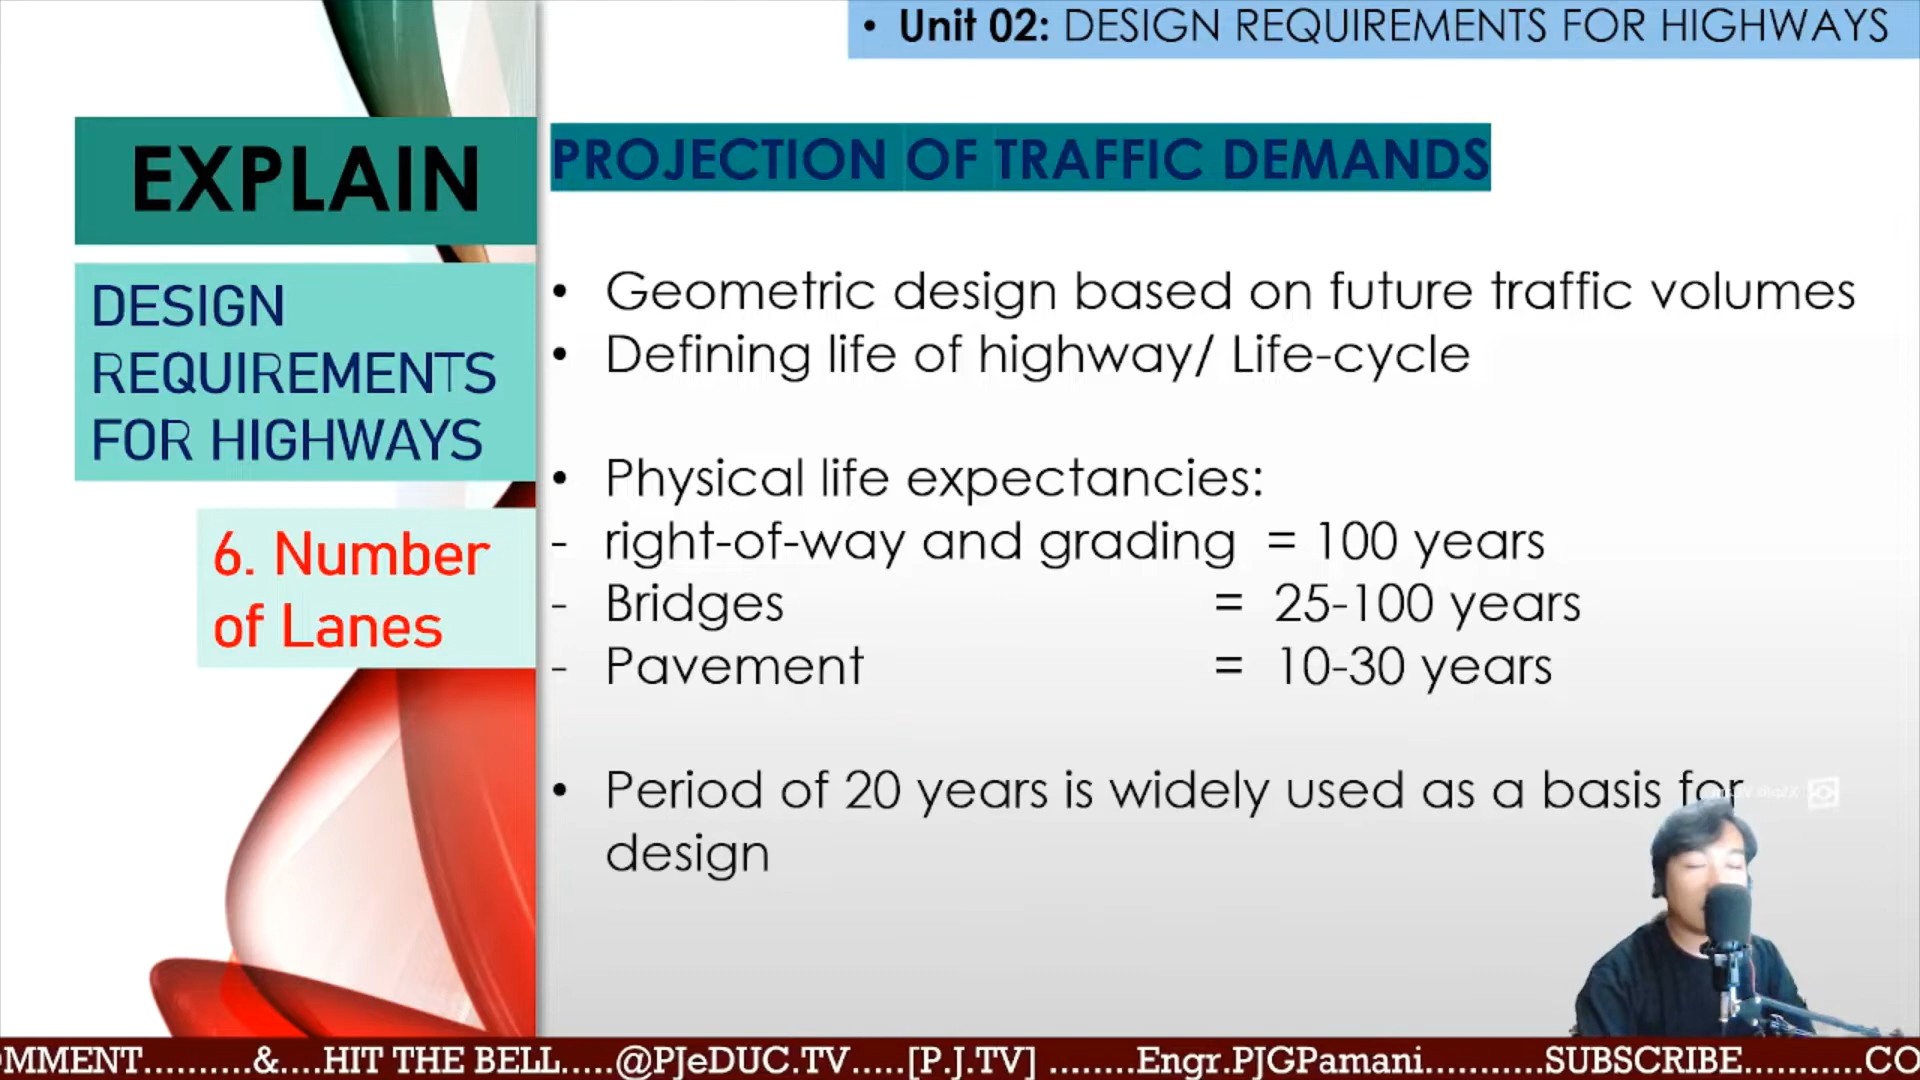 • Unit 02: DESIGN REQUIREMENTS FOR HIGHWAYS
EXPLAIN
DESIGN
REQUIREMENTS
FOR HIGHWAYS
6. Number
of Lanes
PROJECTION OF TRAFFIC DEMANDS
• Geometric design based on future traffic volumes
• Defining life of highway/ Life-cycle
• Physical life expectancies:
- right-of-way and grading = 100 years
- Bridges = 25-100 years
- Pavement = 10-30 years
• Period of 20 years is widely used as a basis for
design
OMMENT..........&....HIT THE BELL.....@PJeDUC.TV.....[P.J.TV] ........Engr.PJGPamani...........SUBSCRIBE...........CO